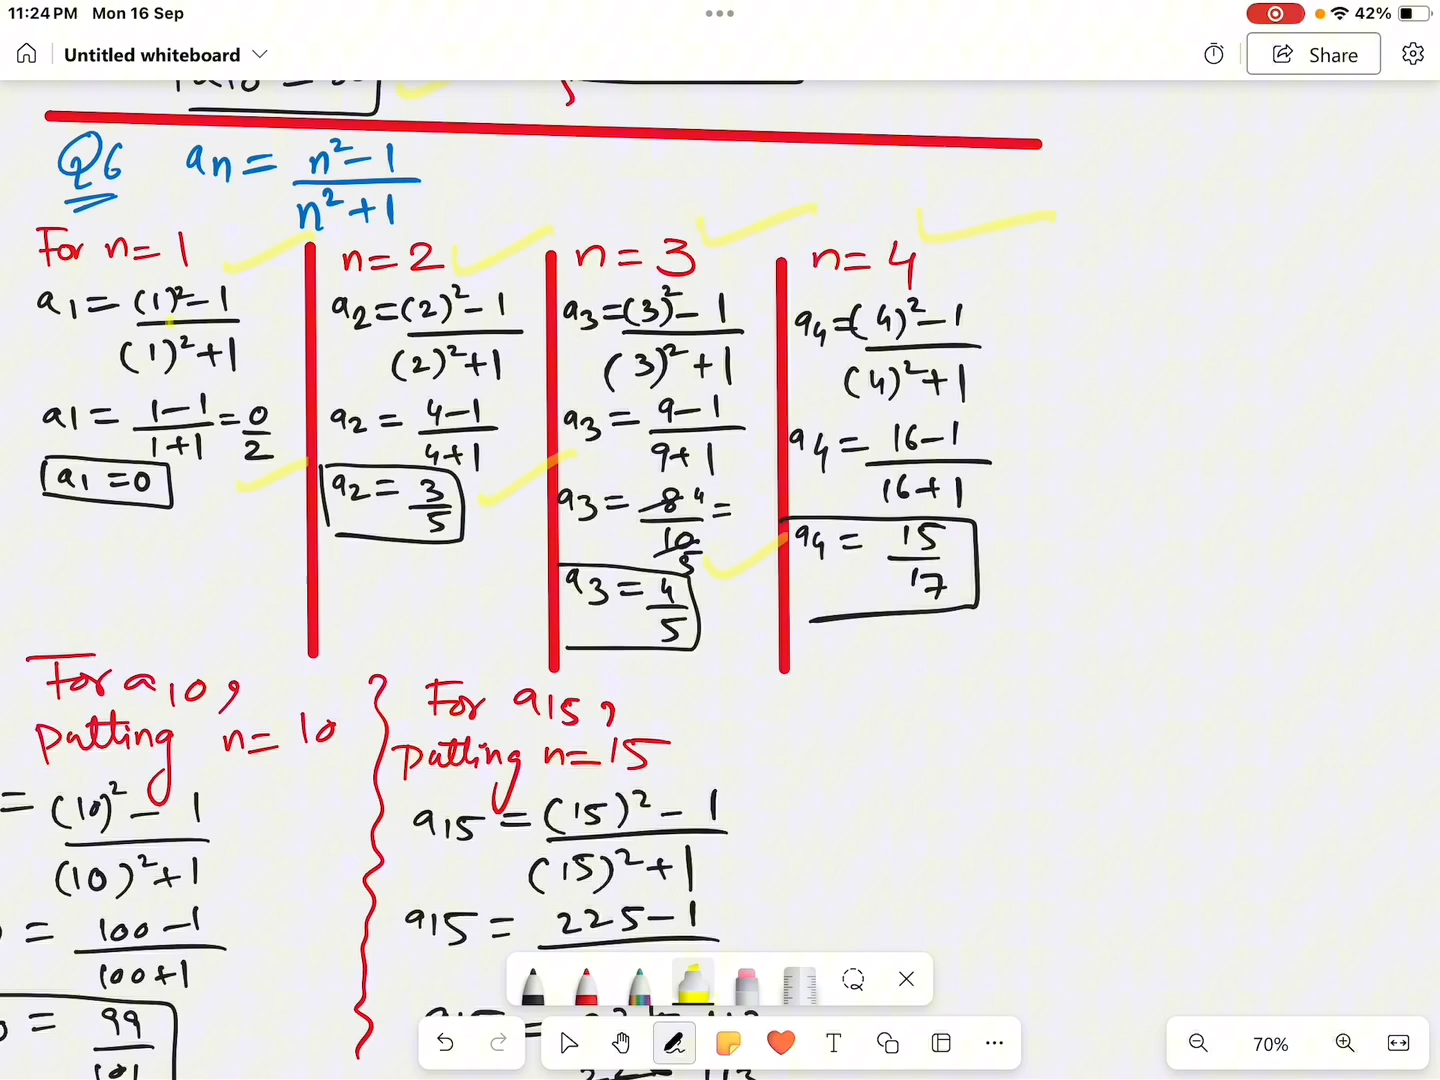 11:24 PM Mon 16 Sep
42%
Untitled whiteboard
Share
Q6 an = n²-1 / n²+1
For n=1
a1 = (1)²-1 / (1)²+1
a1 = 1-1 / 1+1 = 0/2
a1 = 0
n=2
a2 = (2)²-1 / (2)²+1
a2 = 4-1 / 4+1
a2 = 3/5
n=3
a3 = (3)²-1 / (3)²+1
a3 = 9-1 / 9+1
a3 = 8 4 / 10 5 =
a3 = 4/5
n=4
a4 = (4)²-1 / (4)²+1
a4 = 16-1 / 16+1
a4 = 15/17
For a10,
Putting n=10
= (10)²-1 / (10)²+1
= 100-1 / 100+1
= 99/101
For a15,
Putting n=15
a15 = (15)²-1 / (15)²+1
a15 = 225-1
T
70%